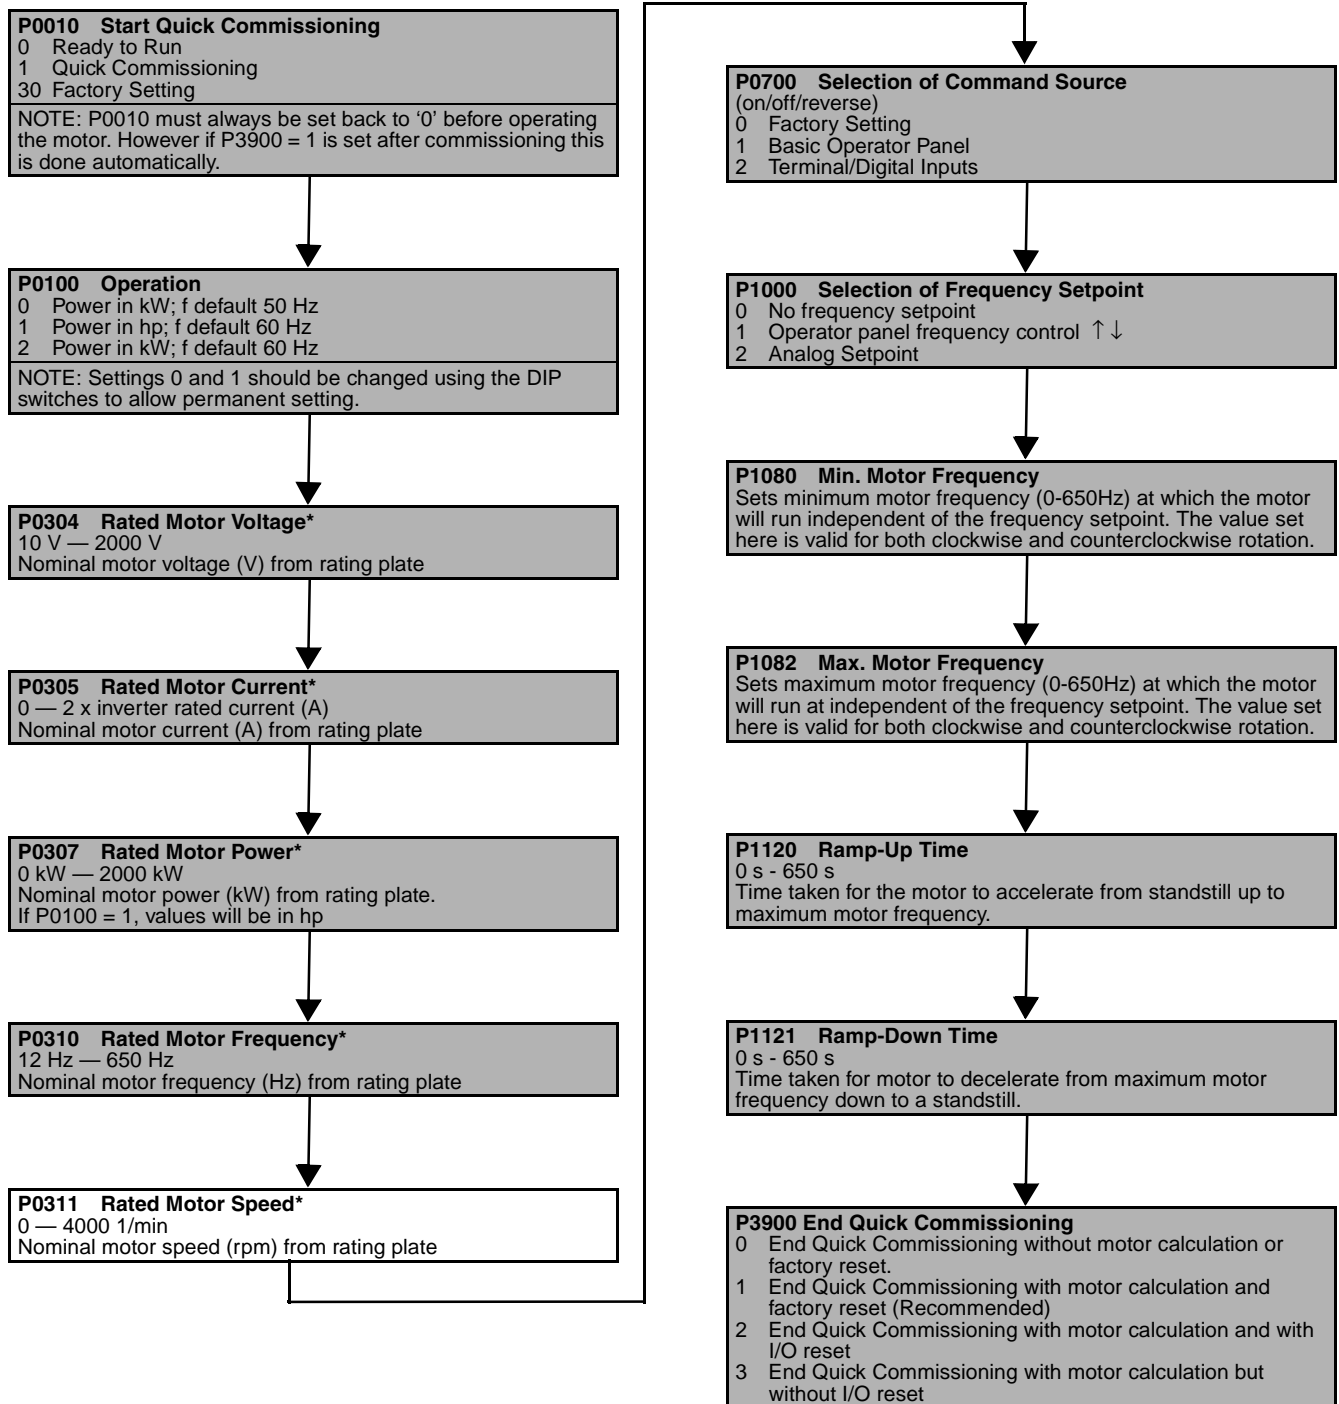 P0010 Start Quick Commissioning
0 Ready to Run
1 Quick Commissioning
30 Factory Setting
NOTE: P0010 must always be set back to ‘0’ before operating
the motor. However if P3900 = 1 is set after commissioning this
is done automatically.
P0100 Operation
0 Power in kW; f default 50 Hz
1 Power in hp; f default 60 Hz
2 Power in kW; f default 60 Hz
NOTE: Settings 0 and 1 should be changed using the DIP
switches to allow permanent setting.
P0304 Rated Motor Voltage*
10 V — 2000 V
Nominal motor voltage (V) from rating plate
P0305 Rated Motor Current*
0 — 2 x inverter rated current (A)
Nominal motor current (A) from rating plate
P0307 Rated Motor Power*
0 kW — 2000 kW
Nominal motor power (kW) from rating plate.
If P0100 = 1, values will be in hp
P0310 Rated Motor Frequency*
12 Hz — 650 Hz
Nominal motor frequency (Hz) from rating plate
P0311 Rated Motor Speed*
0 — 4000 1/min
Nominal motor speed (rpm) from rating plate
P0700 Selection of Command Source
(on/off/reverse)
0 Factory Setting
1 Basic Operator Panel
2 Terminal/Digital Inputs
P1000 Selection of Frequency Setpoint
0 No frequency setpoint
1 Operator panel frequency control ↑↓
2 Analog Setpoint
P1080 Min. Motor Frequency
Sets minimum motor frequency (0-650Hz) at which the motor
will run independent of the frequency setpoint. The value set
here is valid for both clockwise and counterclockwise rotation.
P1082 Max. Motor Frequency
Sets maximum motor frequency (0-650Hz) at which the motor
will run at independent of the frequency setpoint. The value set
here is valid for both clockwise and counterclockwise rotation.
P1120 Ramp-Up Time
0 s - 650 s
Time taken for the motor to accelerate from standstill up to
maximum motor frequency.
P1121 Ramp-Down Time
0 s - 650 s
Time taken for motor to decelerate from maximum motor
frequency down to a standstill.
P3900 End Quick Commissioning
0 End Quick Commissioning without motor calculation or
factory reset.
1 End Quick Commissioning with motor calculation and
factory reset (Recommended)
2 End Quick Commissioning with motor calculation and with
I/O reset
3 End Quick Commissioning with motor calculation but
without I/O reset